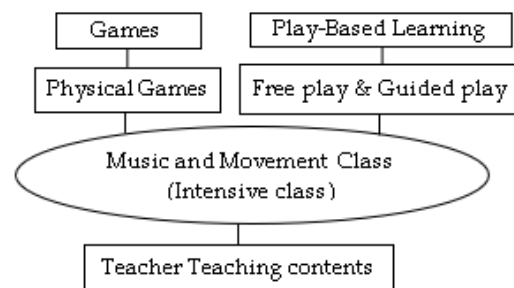 Games
Play-Based Learning
Physical Games
Free play & Guided play
Music and Movement Class
(Intensive class)
Teacher Teaching contents